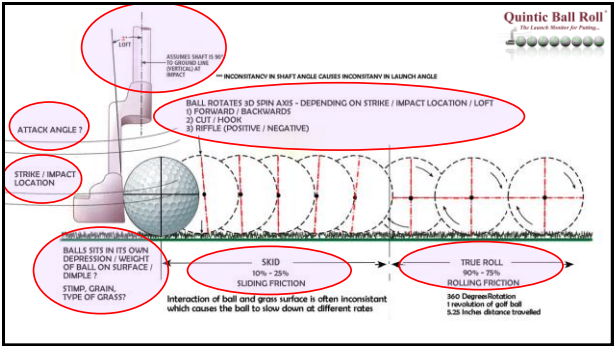 Quintic Ball Roll
The Launch Monitor for Putting...
3°
LOFT
ASSUMES SHAFT IS 90°
TO GROUND LINE
(VERTICAL) AT
IMPACT
*** INCONSITANCY IN SHAFT ANGLE CAUSES INCONSITANY IN LAUNCH ANGLE
BALL ROTATES 3D SPIN AXIS - DEPENDING ON STRIKE / IMPACT LOCATION / LOFT
1) FORWARD / BACKWARDS
2) CUT / HOOK
3) RIFFLE (POSITIVE / NEGATIVE)
ATTACK ANGLE ?
STRIKE / IMPACT
LOCATION
BALLS SITS IN ITS OWN
DEPRESSION / WEIGHT
OF BALL ON SURFACE /
DIMPLE ?
STIMP, GRAIN,
TYPE OF GRASS?
SKID
10% - 25%
SLIDING FRICTION
TRUE ROLL
90% - 75%
ROLLING FRICTION
Interaction of ball and grass surface is often inconsistant
which causes the ball to slow down at different rates
360 DegreesRotation
1 revolution of golf ball
5.25 Inches distance travelled